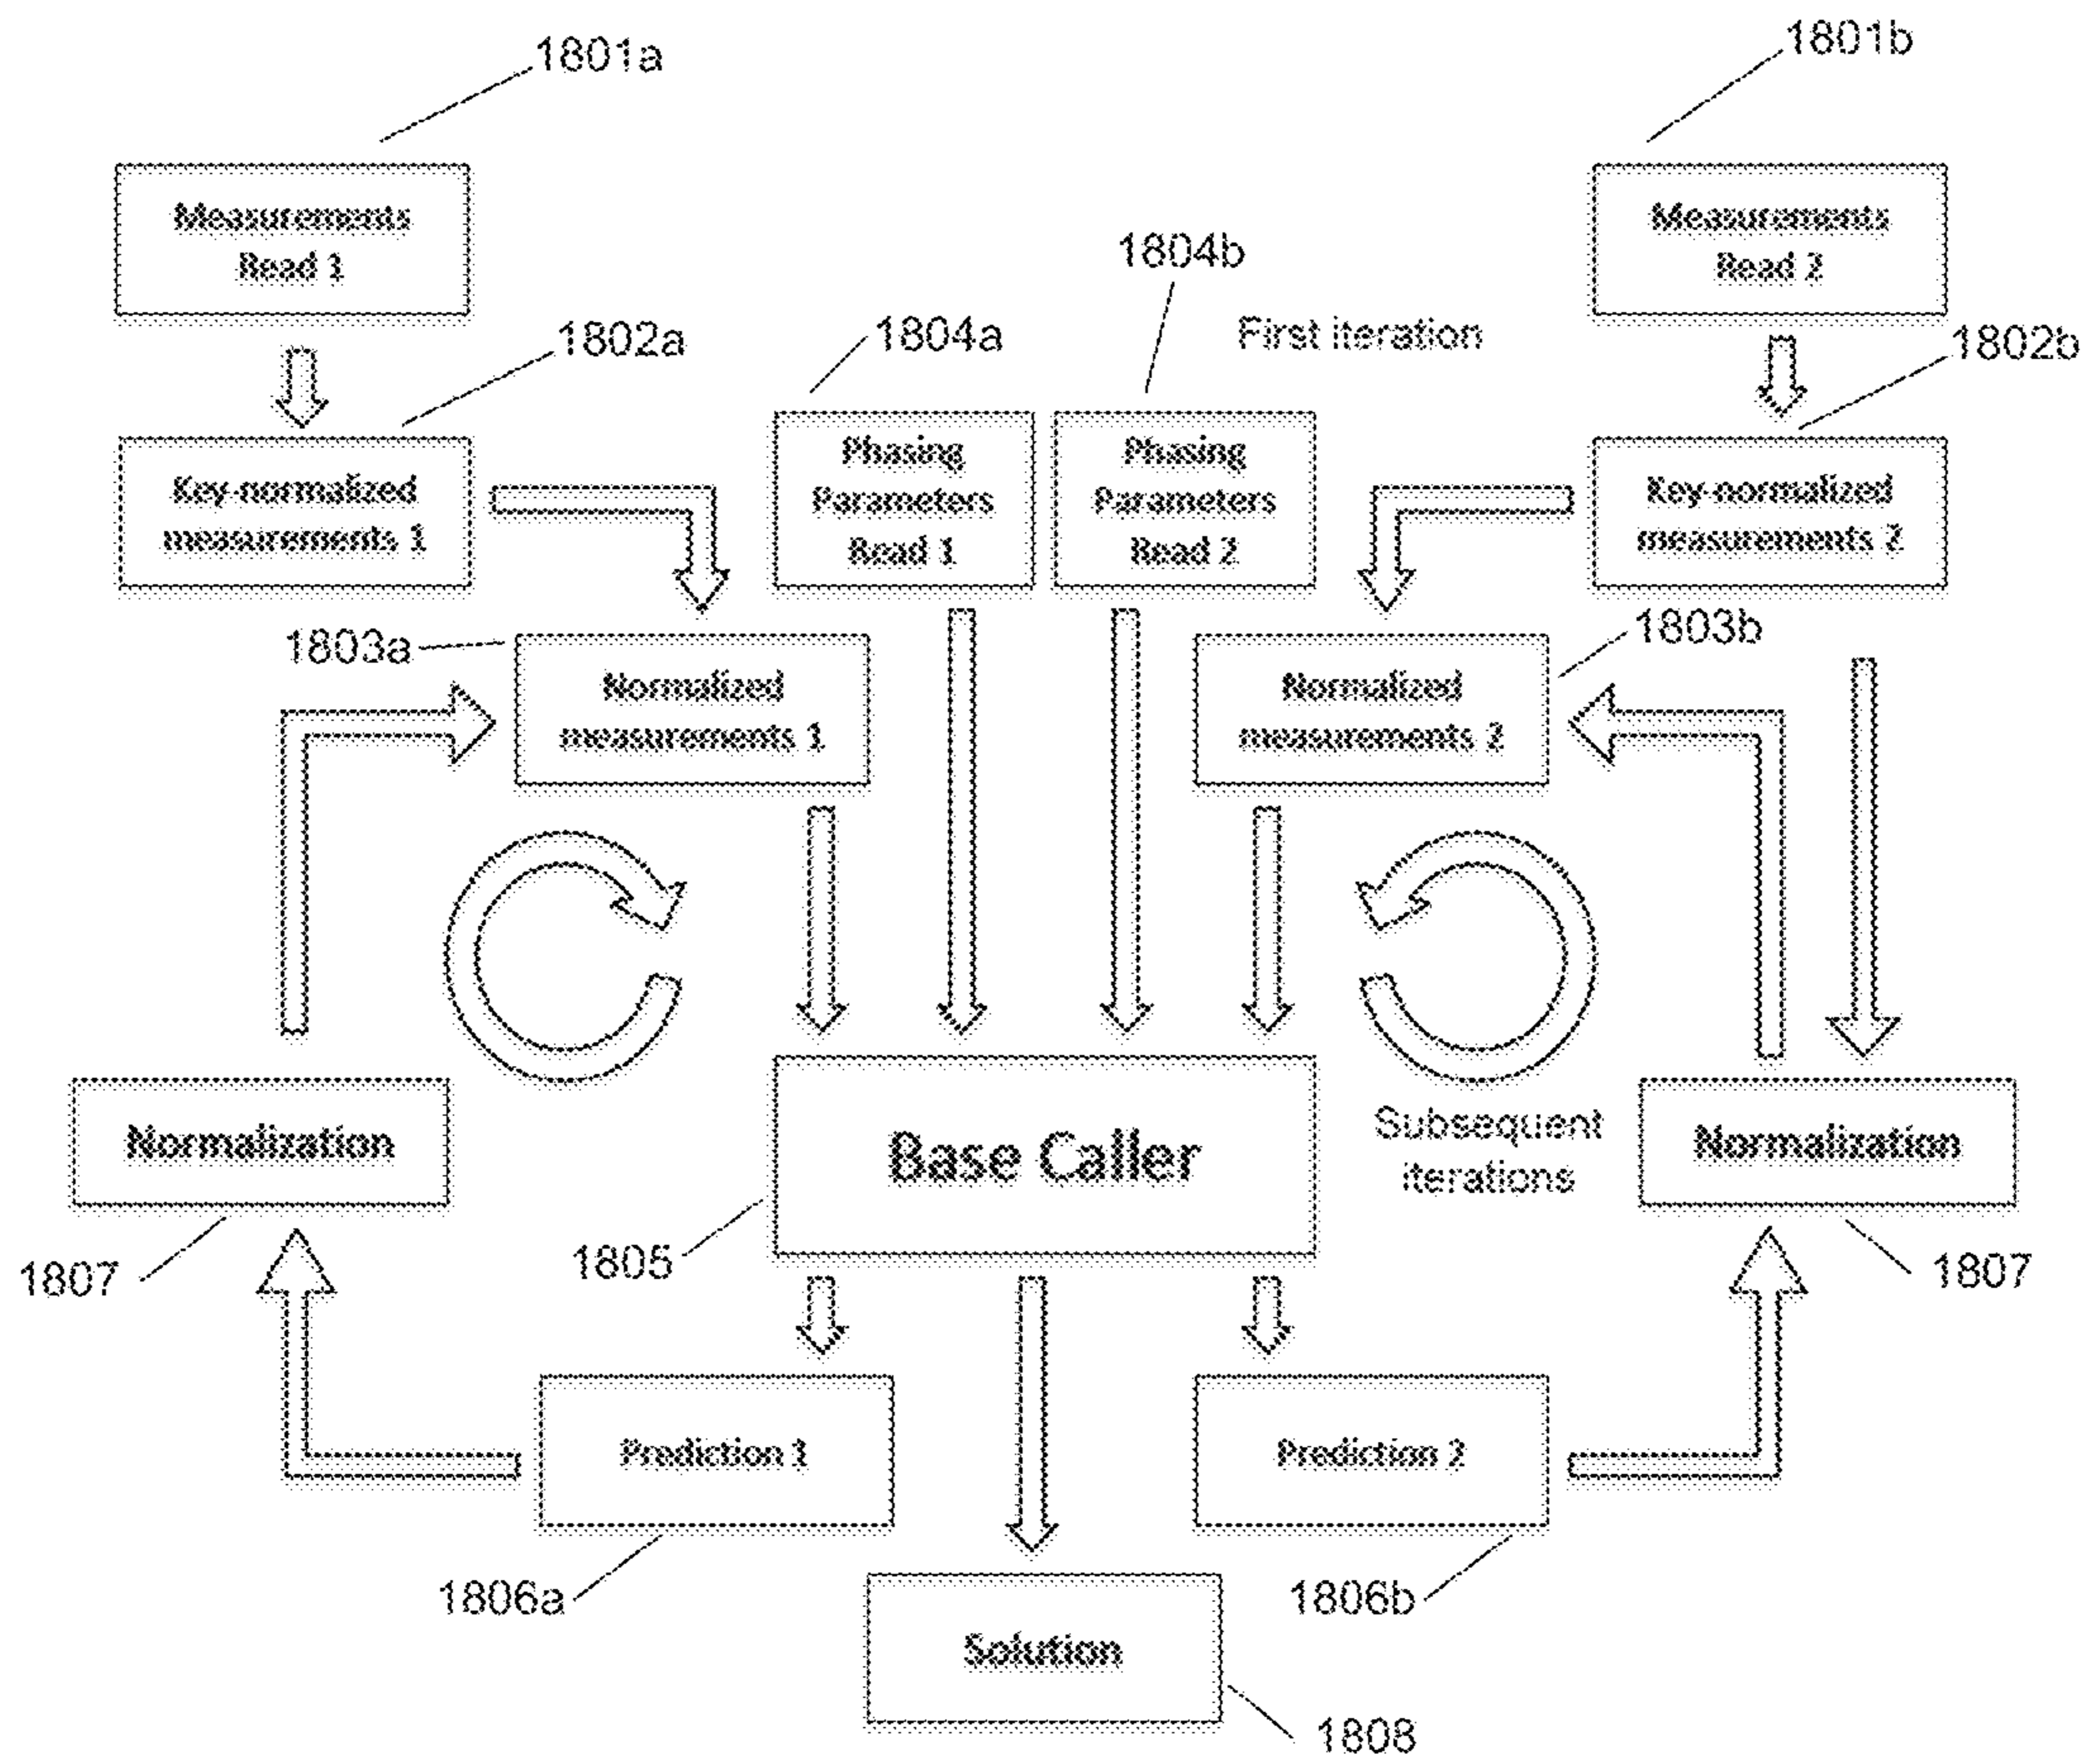 1801a
1801b
Measurements
Read 1
Measurements
Read 2
1804b
1804a
First iteration
1802a
1802b
Key-normalized
measurements 1
Phasing
Parameters
Read 1
Phasing
Parameters
Read 2
Key-normalized
measurements 2
1803a
1803b
Normalized
measurements 1
Normalized
measurements 2
Normalization
Base Caller
Subsequent
iterations
Normalization
1807
1805
1807
Prediction 1
Prediction 2
1806a
1806b
Solution
1808